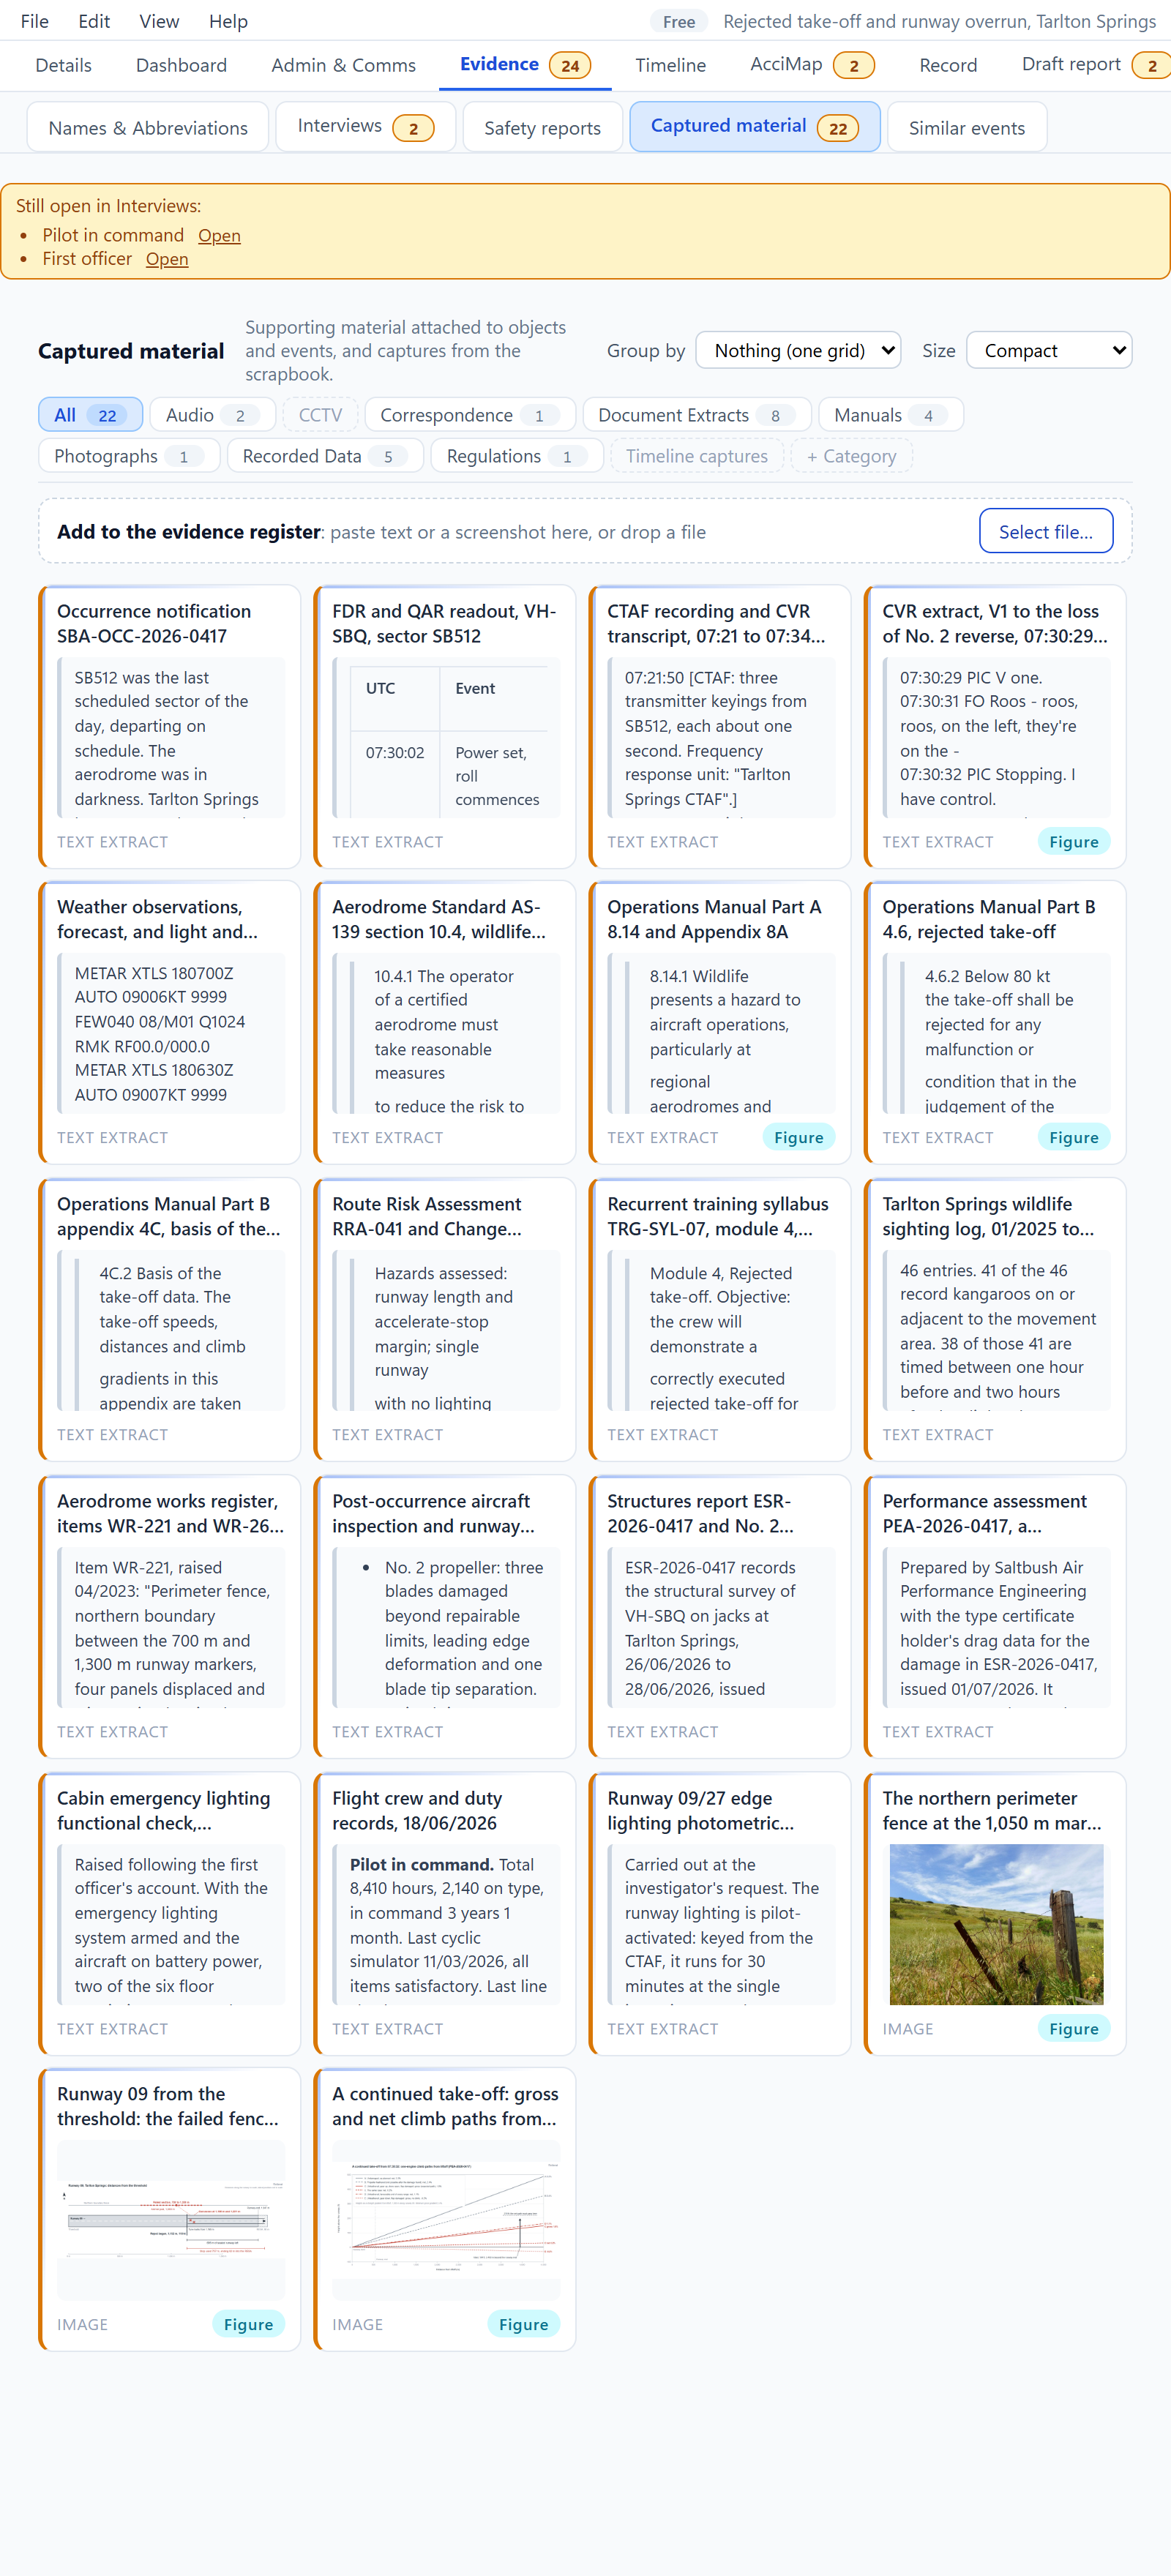 File Edit View Help Free Rejected take-off and runway overrun, Tarlton Springs
Details Dashboard Admin & Comms Evidence 24 Timeline AcciMap 2 Record Draft report 2
Names & Abbreviations Interviews 2 Safety reports Captured material 22 Similar events
Still open in Interviews:
• Pilot in command Open
• First officer Open
Captured material
Supporting material attached to objects
and events, and captures from the
scrapbook.
Group by Nothing (one grid) Size Compact
All 22 Audio 2 CCTV Correspondence 1 Document Extracts 8 Manuals 4
Photographs 1 Recorded Data 5 Regulations 1 Timeline captures + Category
Add to the evidence register: paste text or a screenshot here, or drop a file Select file...
Occurrence notification
SBA-OCC-2026-0417
SB512 was the last
scheduled sector of the
day, departing on
schedule. The
aerodrome was in
darkness. Tarlton Springs
TEXT EXTRACT
FDR and QAR readout, VH-
SBQ, sector SB512
UTC Event
07:30:02 Power set,
roll
commences
TEXT EXTRACT
CTAF recording and CVR
transcript, 07:21 to 07:34...
07:21:50 [CTAF: three
transmitter keyings from
SB512, each about one
second. Frequency
response unit: "Tarlton
Springs CTAF".]
TEXT EXTRACT
CVR extract, V1 to the loss
of No. 2 reverse, 07:30:29...
07:30:29 PIC V one.
07:30:31 FO Roos - roos,
roos, on the left, they're
on the -
07:30:32 PIC Stopping. I
have control.
TEXT EXTRACT Figure
Weather observations,
forecast, and light and...
METAR XTLS 180700Z
AUTO 09006KT 9999
FEW040 08/M01 Q1024
RMK RF00.0/000.0
METAR XTLS 180630Z
AUTO 09007KT 9999
TEXT EXTRACT
Aerodrome Standard AS-
139 section 10.4, wildlife...
10.4.1 The operator
of a certified
aerodrome must
take reasonable
measures
to reduce the risk to
TEXT EXTRACT
Operations Manual Part A
8.14 and Appendix 8A
8.14.1 Wildlife
presents a hazard to
aircraft operations,
particularly at
regional
aerodromes and
TEXT EXTRACT Figure
Operations Manual Part B
4.6, rejected take-off
4.6.2 Below 80 kt
the take-off shall be
rejected for any
malfunction or
condition that in the
judgement of the
TEXT EXTRACT Figure
Operations Manual Part B
appendix 4C, basis of the...
4C.2 Basis of the
take-off data. The
take-off speeds,
distances and climb
gradients in this
appendix are taken
TEXT EXTRACT
Route Risk Assessment
RRA-041 and Change...
Hazards assessed:
runway length and
accelerate-stop
margin; single
runway
with no lighting
TEXT EXTRACT
Recurrent training syllabus
TRG-SYL-07, module 4,...
Module 4, Rejected
take-off. Objective:
the crew will
demonstrate a
correctly executed
rejected take-off for
TEXT EXTRACT
Tarlton Springs wildlife
sighting log, 01/2025 to...
46 entries. 41 of the 46
record kangaroos on or
adjacent to the movement
area. 38 of those 41 are
timed between one hour
before and two hours
TEXT EXTRACT
Aerodrome works register,
items WR-221 and WR-26...
Item WR-221, raised
04/2023: "Perimeter fence,
northern boundary
between the 700 m and
1,300 m runway markers,
four panels displaced and
TEXT EXTRACT
Post-occurrence aircraft
inspection and runway...
• No. 2 propeller: three
blades damaged
beyond repairable
limits, leading edge
deformation and one
blade tip separation.
TEXT EXTRACT
Structures report ESR-
2026-0417 and No. 2...
ESR-2026-0417 records
the structural survey of
VH-SBQ on jacks at
Tarlton Springs,
26/06/2026 to
28/06/2026, issued
TEXT EXTRACT
Performance assessment
PEA-2026-0417, a...
Prepared by Saltbush Air
Performance Engineering
with the type certificate
holder's drag data for the
damage in ESR-2026-0417,
issued 01/07/2026. It
TEXT EXTRACT
Cabin emergency lighting
functional check,...
Raised following the first
officer's account. With the
emergency lighting
system armed and the
aircraft on battery power,
two of the six floor
TEXT EXTRACT
Flight crew and duty
records, 18/06/2026
Pilot in command. Total
8,410 hours, 2,140 on type,
in command 3 years 1
month. Last cyclic
simulator 11/03/2026, all
items satisfactory. Last line
TEXT EXTRACT
Runway 09/27 edge
lighting photometric...
Carried out at the
investigator's request. The
runway lighting is pilot-
activated: keyed from the
CTAF, it runs for 30
minutes at the single
TEXT EXTRACT
The northern perimeter
fence at the 1,050 m mar...
IMAGE Figure
Runway 09 from the
threshold: the failed fenc...
IMAGE Figure
A continued take-off: gross
and net climb paths from...
IMAGE Figure